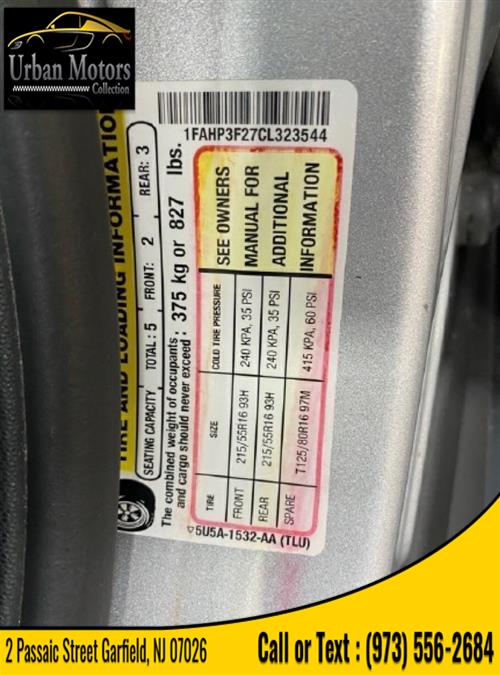 Urban Motors
Collection
1FAHP3F27CL323544
TIRE AND LOADING INFORMATION
SEATING CAPACITY TOTAL: 5 FRONT: 2 REAR: 3
The combined weight of occupants
and cargo should never exceed: 375 kg or 827 lbs.
TIRE SIZE COLD TIRE PRESSURE SEE OWNERS
FRONT 215/55R16 93H 240 KPA, 35 PSI MANUAL FOR
REAR 215/55R16 93H 240 KPA, 35 PSI ADDITIONAL
SPARE T125/80R16 97M 415 KPA, 60 PSI INFORMATION
5U5A-1532-AA (TLU)
2 Passaic Street Garfield, NJ 07026
Call or Text : (973) 556-2684